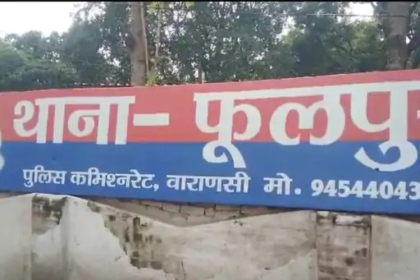 थाना- फूलपु
पुलिस कमिश्नरेट, वाराणसी मो. 94544043